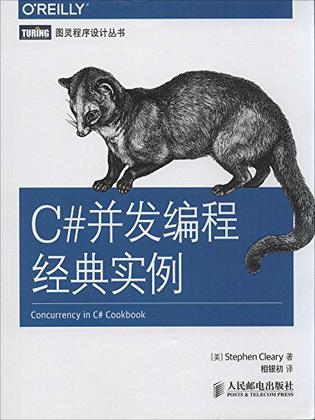 O'REILLY
TURING 图灵程序设计丛书
C#并发编程
经典实例
Concurrency in C# Cookbook
[美] Stephen Cleary 著
相银初 译
人民邮电出版社
POSTS & TELECOM PRESS